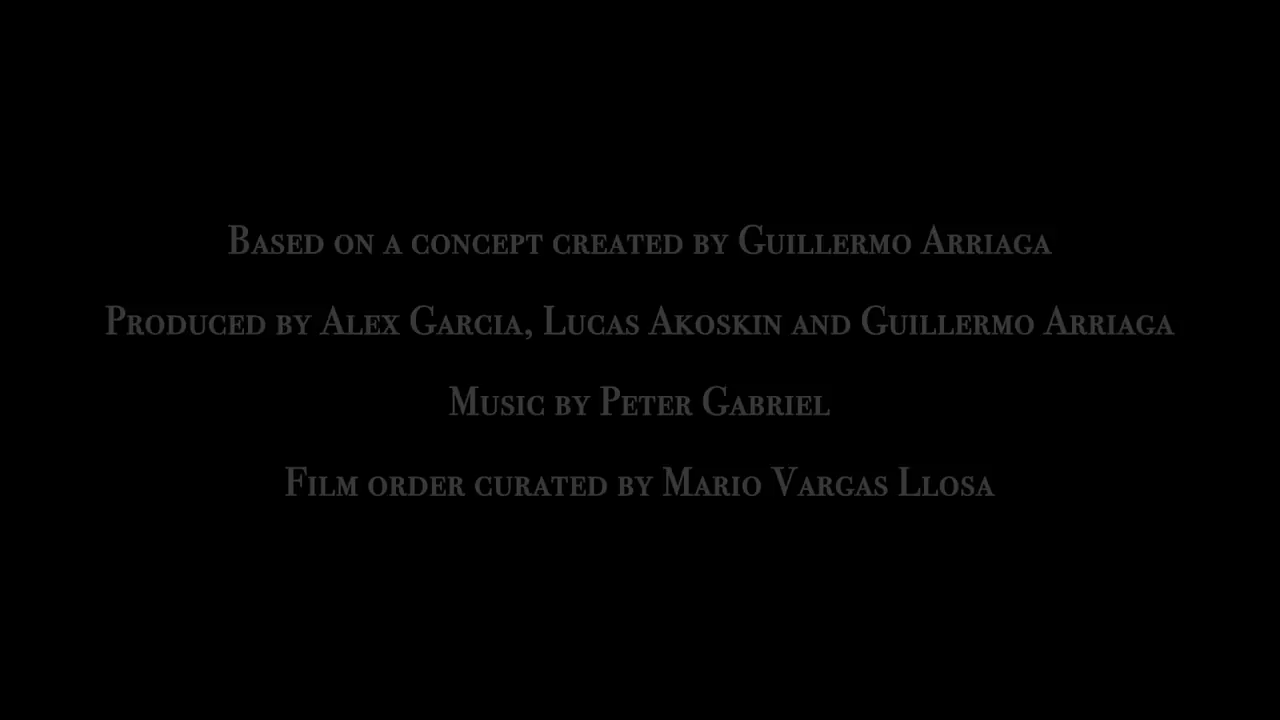 Based on a concept created by Guillermo Arriaga
Produced by Alex Garcia, Lucas Akoskin and Guillermo Arriaga
Music by Peter Gabriel
Film order curated by Mario Vargas Llosa